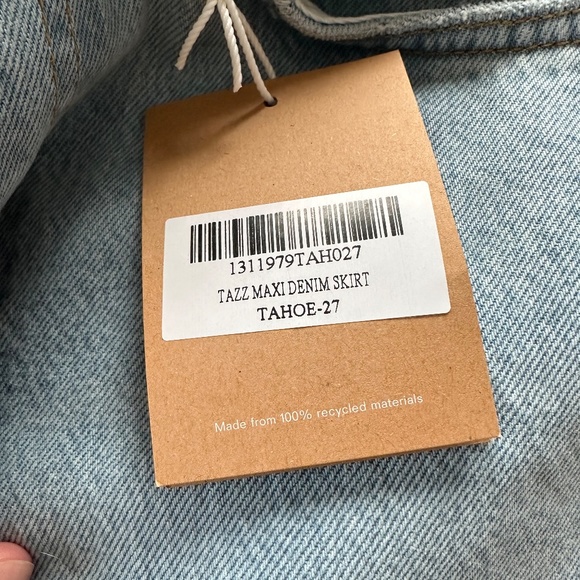 1311979TAH027
TAZZ MAXI DENIM SKIRT
TAHOE-27
Made from 100% recycled materials